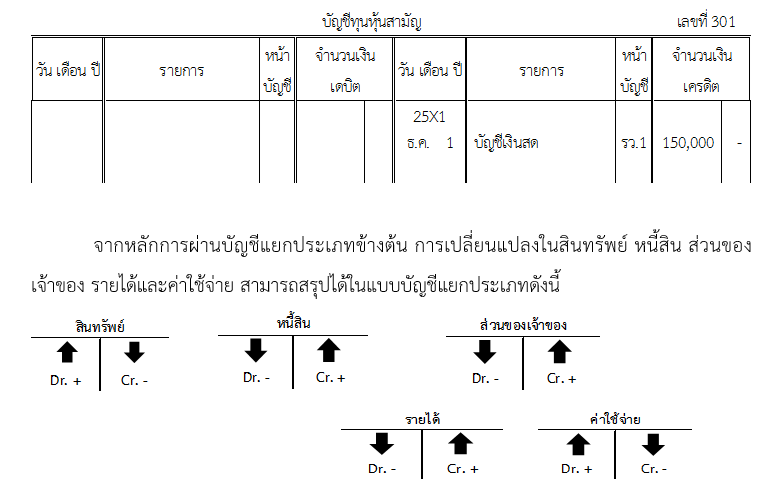 บัญชีทุนหุ้นสามัญ เลขที่ 301
วัน เดือน ปี รายการ หน้าบัญชี จำนวนเงินเดบิต วัน เดือน ปี รายการ หน้าบัญชี จำนวนเงินเครดิต
25X1
ธ.ค. 1 บัญชีเงินสด รว.1 150,000 -
จากหลักการผ่านบัญชีแยกประเภทข้างต้น การเปลี่ยนแปลงในสินทรัพย์ หนี้สิน ส่วนของ
เจ้าของ รายได้และค่าใช้จ่าย สามารถสรุปได้ในแบบบัญชีแยกประเภทดังนี้
สินทรัพย์ หนี้สิน ส่วนของเจ้าของ
Dr. + Cr. - Dr. - Cr. + Dr. - Cr. +
รายได้ ค่าใช้จ่าย
Dr. - Cr. + Dr. + Cr. -